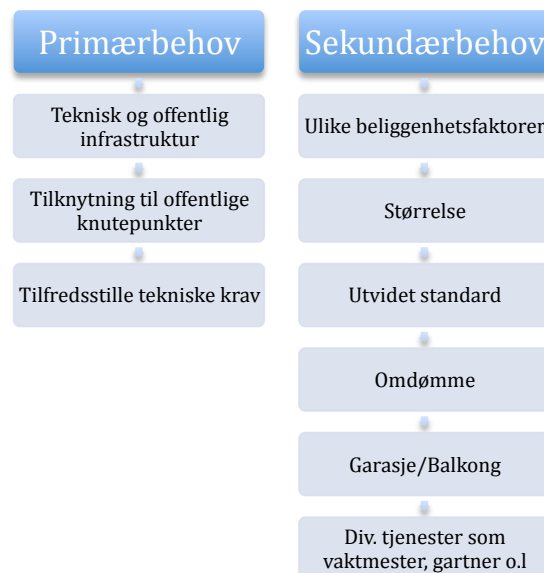 Primærbehov
Teknisk og offentlig
infrastruktur
Tilknytning til offentlige
knutepunkter
Tilfredsstille tekniske krav
Sekundærbehov
Ulike beliggenhetsfaktorer
Størrelse
Utvidet standard
Omdømme
Garasje/Balkong
Div. tjenester som
vaktmester, gartner o.l